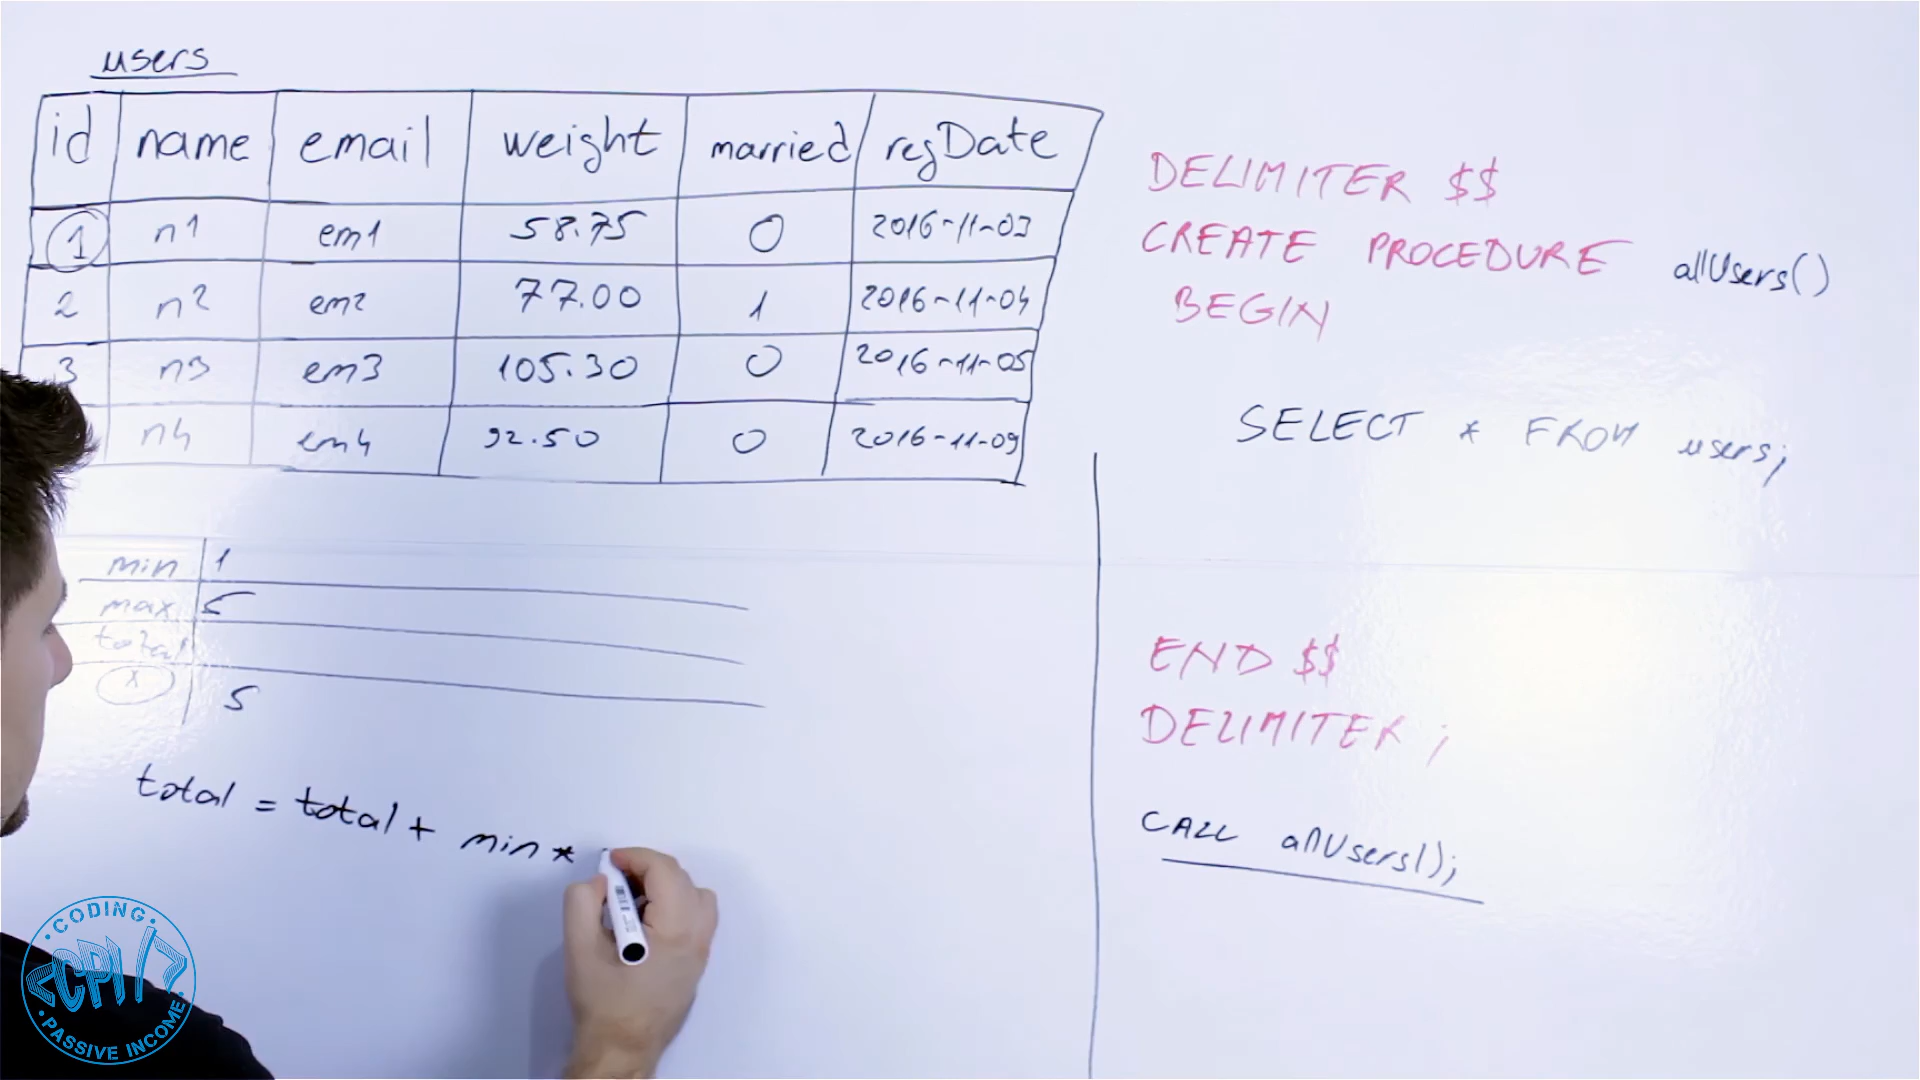 users
id name email weight married regDate
1 n1 em1 58.75 0 2016-11-03
2 n2 em2 77.00 1 2016-11-04
3 n3 em3 105.30 0 2016-11-05
n4 em4 92.50 0 2016-11-09
min 1
max 5
total
x 5
total = total + min *
DELIMITER $$
CREATE PROCEDURE allUsers()
BEGIN
SELECT * FROM users;
END $$
DELIMITER ;
CALL allUsers();
CODING
<CPI/>
PASSIVE INCOME